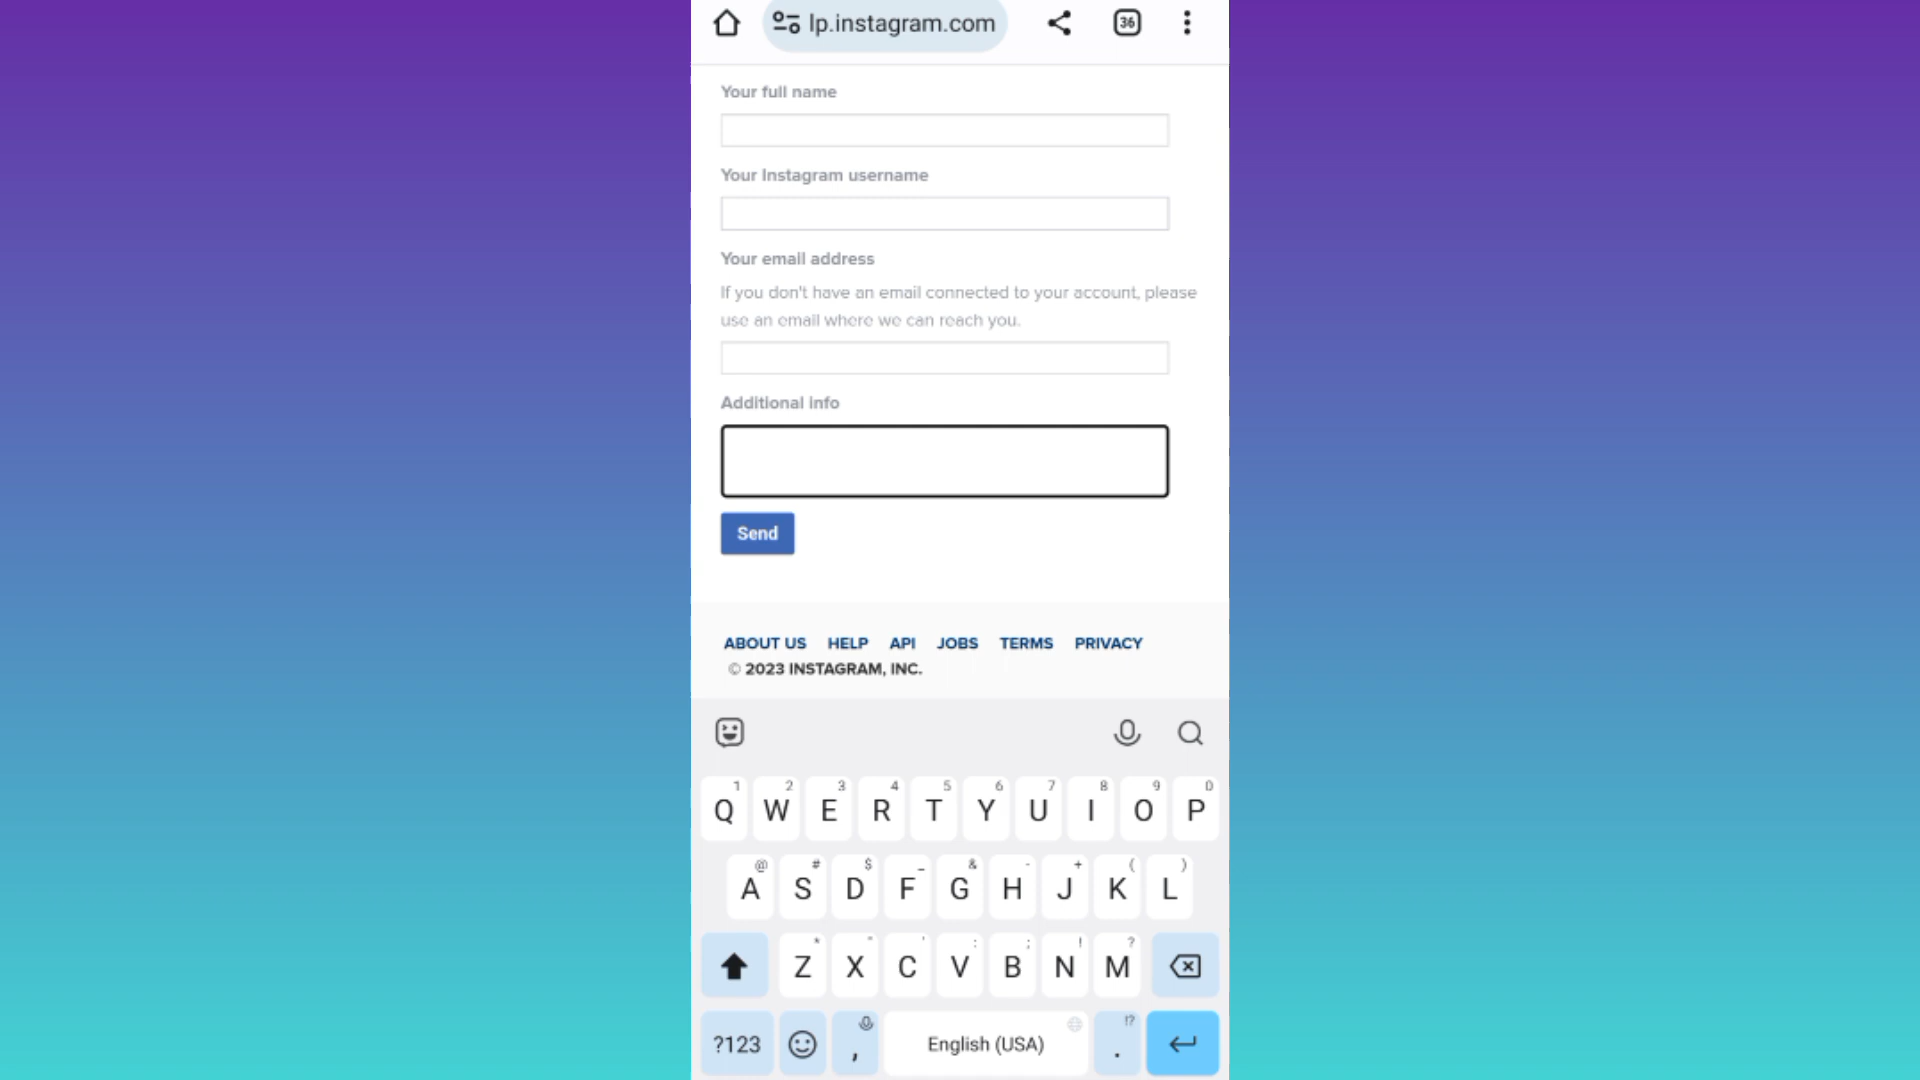 lp.instagram.com
36
Your full name
Your Instagram username
Your email address
If you don't have an email connected to your account, please
use an email where we can reach you.
Additional info
Send
ABOUT US HELP API JOBS TERMS PRIVACY
© 2023 INSTAGRAM, INC.
1 2 3 4 5 6 7 8 9 0
Q W E R T Y U I O P
@ # $ _ & - + ( )
A S D F G H J K L
* " ' : ; ! ?
Z X C V B N M
!?
?123 , English (USA) .